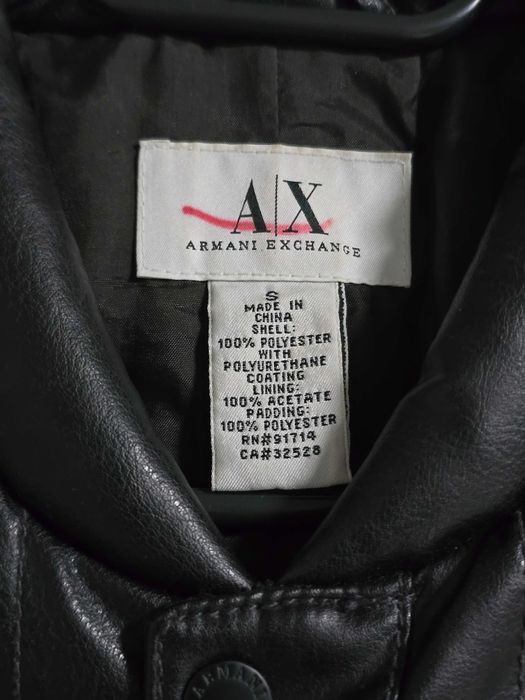 A|X
ARMANI EXCHANGE
S
MADE IN
CHINA
SHELL:
100% POLYESTER
WITH
POLYURETHANE
COATING
LINING:
100% ACETATE
PADDING:
100% POLYESTER
RN#91714
CA#32528
ARMANI